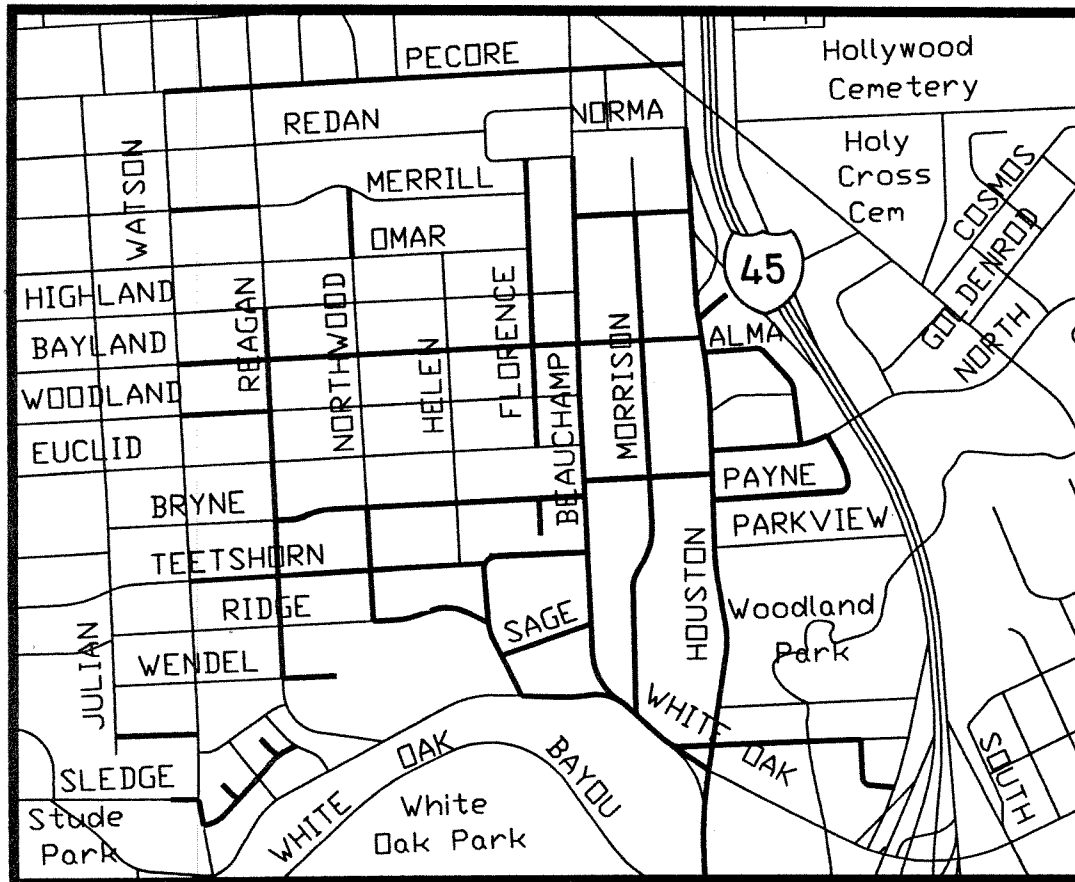 PECORE
Hollywood
Cemetery
REDAN
NORMA
Holy
Cross
Cem
WATSON
MERRILL
COSMOS
OMAR
GOLDENROD
45
HIGHLAND
REAGAN
NORTHWOOD
FLORENCE
NORTH
BAYLAND
HELEN
MORRISON
ALMA
WOODLAND
BEAUCHAMP
EUCLID
BRYNE
PAYNE
PARKVIEW
TEETSHORN
RIDGE
SAGE
HOUSTON
Woodland
Park
JULIAN
WENDEL
WHITE OAK
SLEDGE
WHITE OAK BAYOU
SOUTH
Stude
Park
White
Oak Park